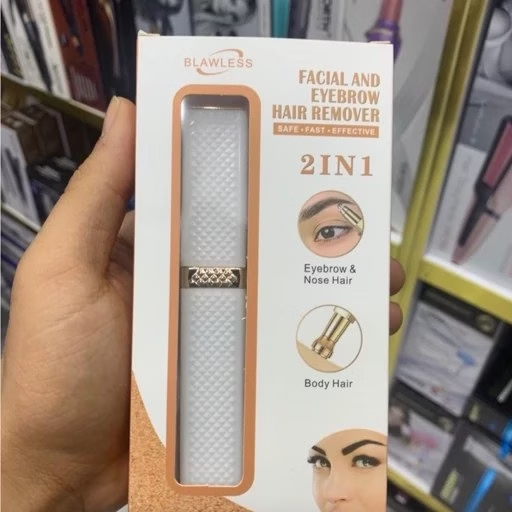 BLAWLESS
FACIAL AND
EYEBROW
HAIR REMOVER
SAFE • FAST • EFFECTIVE
2IN1
Eyebrow &
Nose Hair
Body Hair